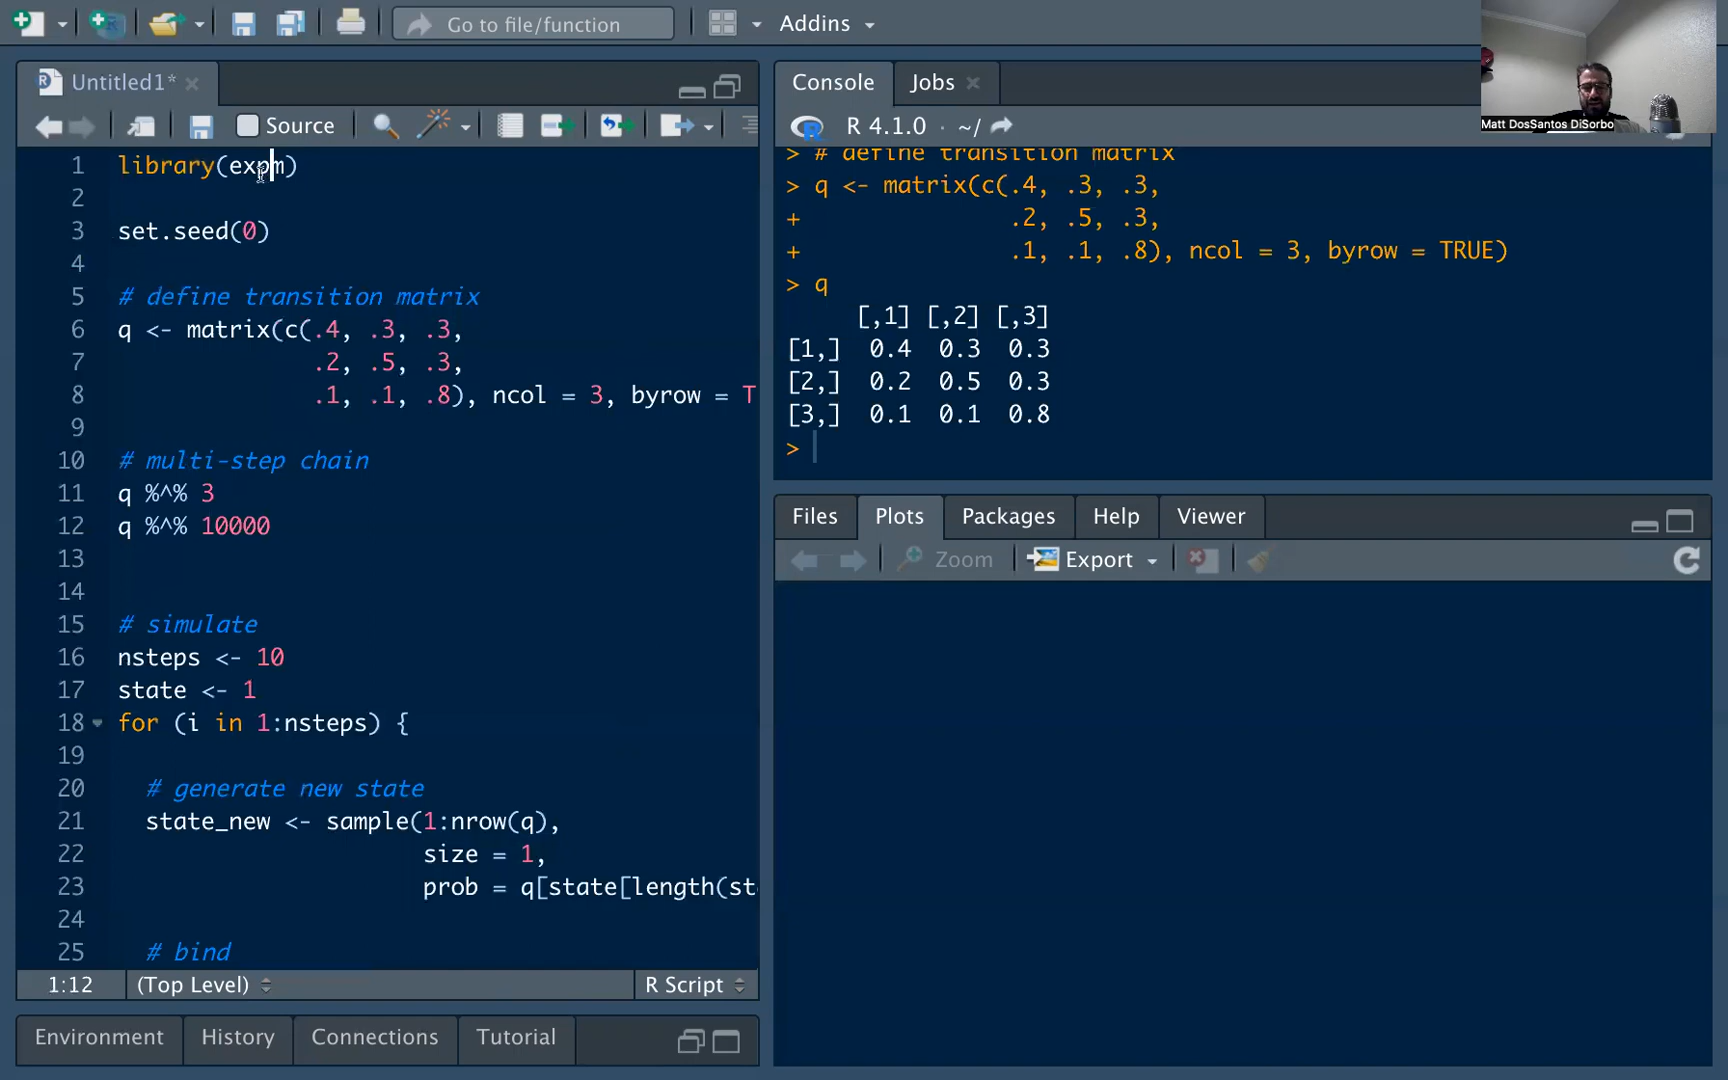 Go to file/function
Addins
Untitled1*
Source
1 library(expm)
2
3 set.seed(0)
4
5 # define transition matrix
6 q <- matrix(c(.4, .3, .3,
7 .2, .5, .3,
8 .1, .1, .8), ncol = 3, byrow = T
9
10 # multi-step chain
11 q %^% 3
12 q %^% 10000
13
14
15 # simulate
16 nsteps <- 10
17 state <- 1
18 for (i in 1:nsteps) {
19
20 # generate new state
21 state_new <- sample(1:nrow(q),
22 size = 1,
23 prob = q[state[length(st
24
25 # bind
1:12 (Top Level) R Script
Environment History Connections Tutorial
Console Jobs
R 4.1.0 · ~/
> # define transition matrix
> q <- matrix(c(.4, .3, .3,
+ .2, .5, .3,
+ .1, .1, .8), ncol = 3, byrow = TRUE)
> q
[,1] [,2] [,3]
[1,] 0.4 0.3 0.3
[2,] 0.2 0.5 0.3
[3,] 0.1 0.1 0.8
>
Files Plots Packages Help Viewer
Zoom Export
Matt DosSantos DiSorbo